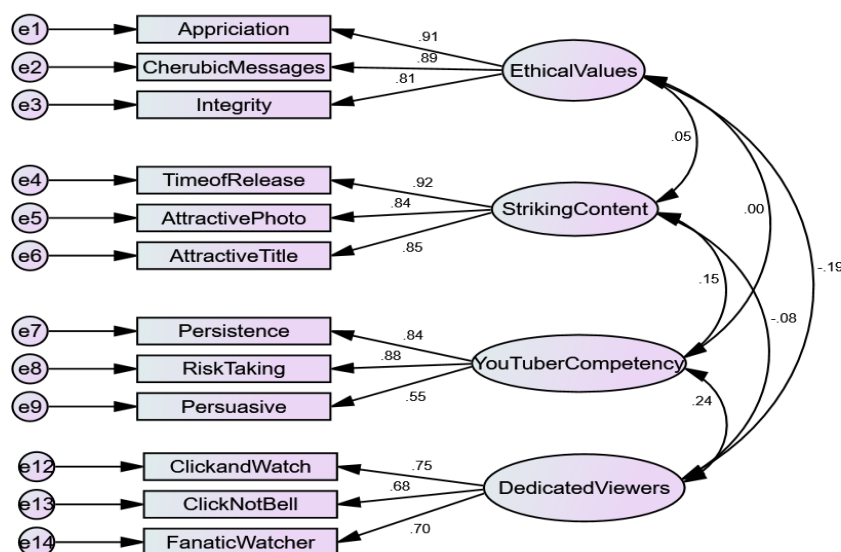 e1 Appriciation .91
e2 CherubicMessages .89 EthicalValues
e3 Integrity .81
.05
e4 TimeofRelease .92
e5 AttractivePhoto .84 StrikingContent .00
e6 AttractiveTitle .85
.15 -.19
-.08
e7 Persistence .84
e8 RiskTaking .88 YouTuberCompetency
e9 Persuasive .55 .24
e12 ClickandWatch .75
e13 ClickNotBell .68 DedicatedViewers
e14 FanaticWatcher .70